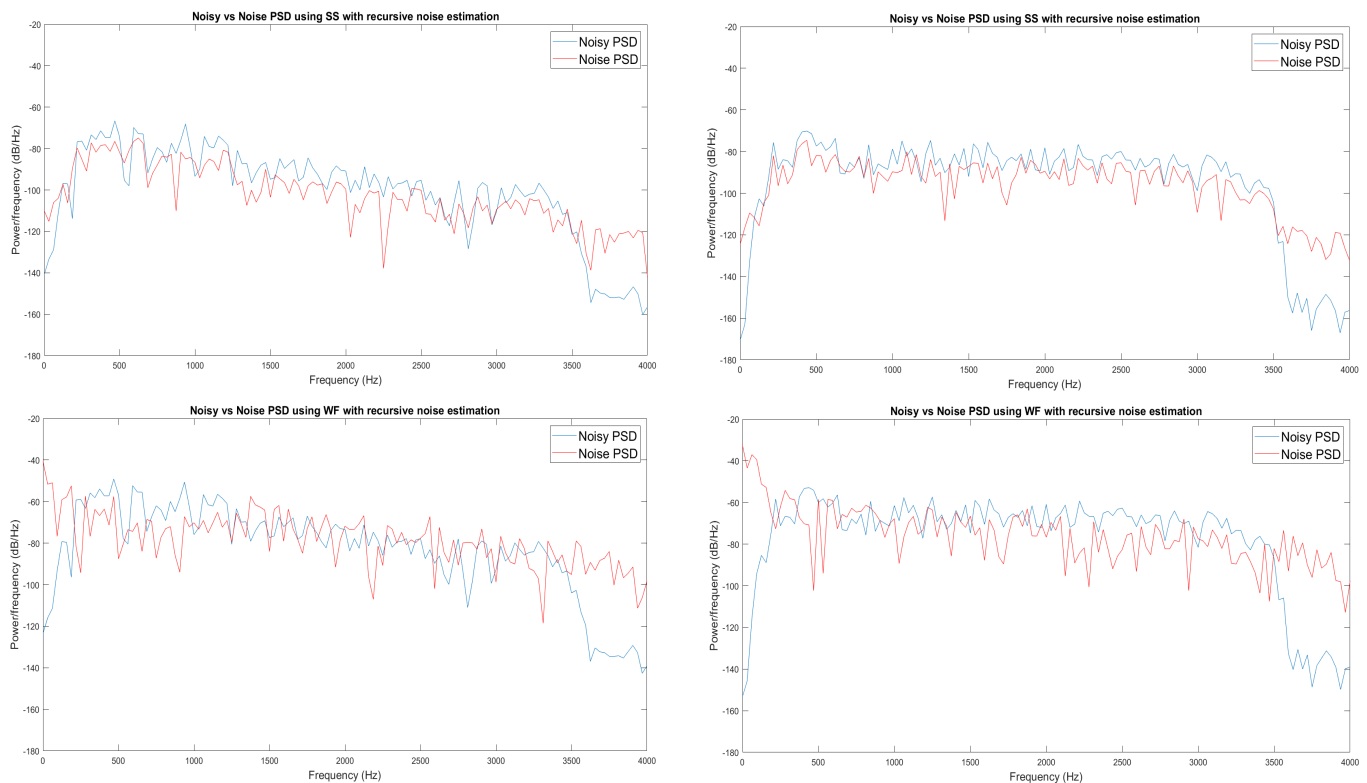 Noisy vs Noise PSD using SS with recursive noise estimation
Noisy PSD
Noise PSD
Power/frequency (dB/Hz)
-20
-40
-60
-80
-100
-120
-140
-160
-180
0 500 1000 1500 2000 2500 3000 3500 4000
Frequency (Hz)
Noisy vs Noise PSD using SS with recursive noise estimation
Noisy PSD
Noise PSD
Power/frequency (dB/Hz)
-20
-40
-60
-80
-100
-120
-140
-160
-180
0 500 1000 1500 2000 2500 3000 3500 4000
Frequency (Hz)
Noisy vs Noise PSD using WF with recursive noise estimation
Noisy PSD
Noise PSD
Power/frequency (dB/Hz)
-20
-40
-60
-80
-100
-120
-140
-160
-180
0 500 1000 1500 2000 2500 3000 3500 4000
Frequency (Hz)
Noisy vs Noise PSD using WF with recursive noise estimation
Noisy PSD
Noise PSD
Power/frequency (dB/Hz)
-20
-40
-60
-80
-100
-120
-140
-160
-180
0 500 1000 1500 2000 2500 3000 3500 4000
Frequency (Hz)